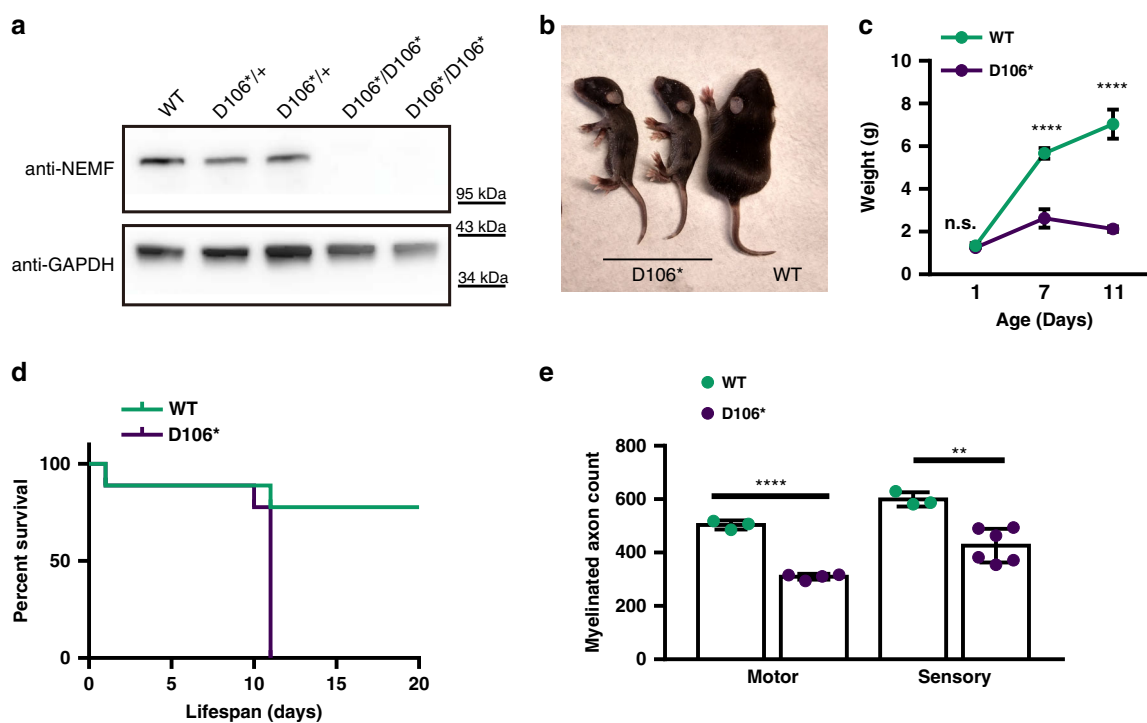 a
WT
D106*/+
D106*/+
D106*/D106*
D106*/D106*
anti-NEMF
95 kDa
43 kDa
anti-GAPDH
34 kDa
b
D106*
WT
c
WT
D106*
Weight (g)
10
8
6
4
2
0
n.s.
****
****
1 7 11
Age (Days)
d
WT
D106*
Percent survival
100
50
0
0 5 10 15 20
Lifespan (days)
e
WT
D106*
Myelinated axon count
800
600
400
200
0
****
**
Motor Sensory